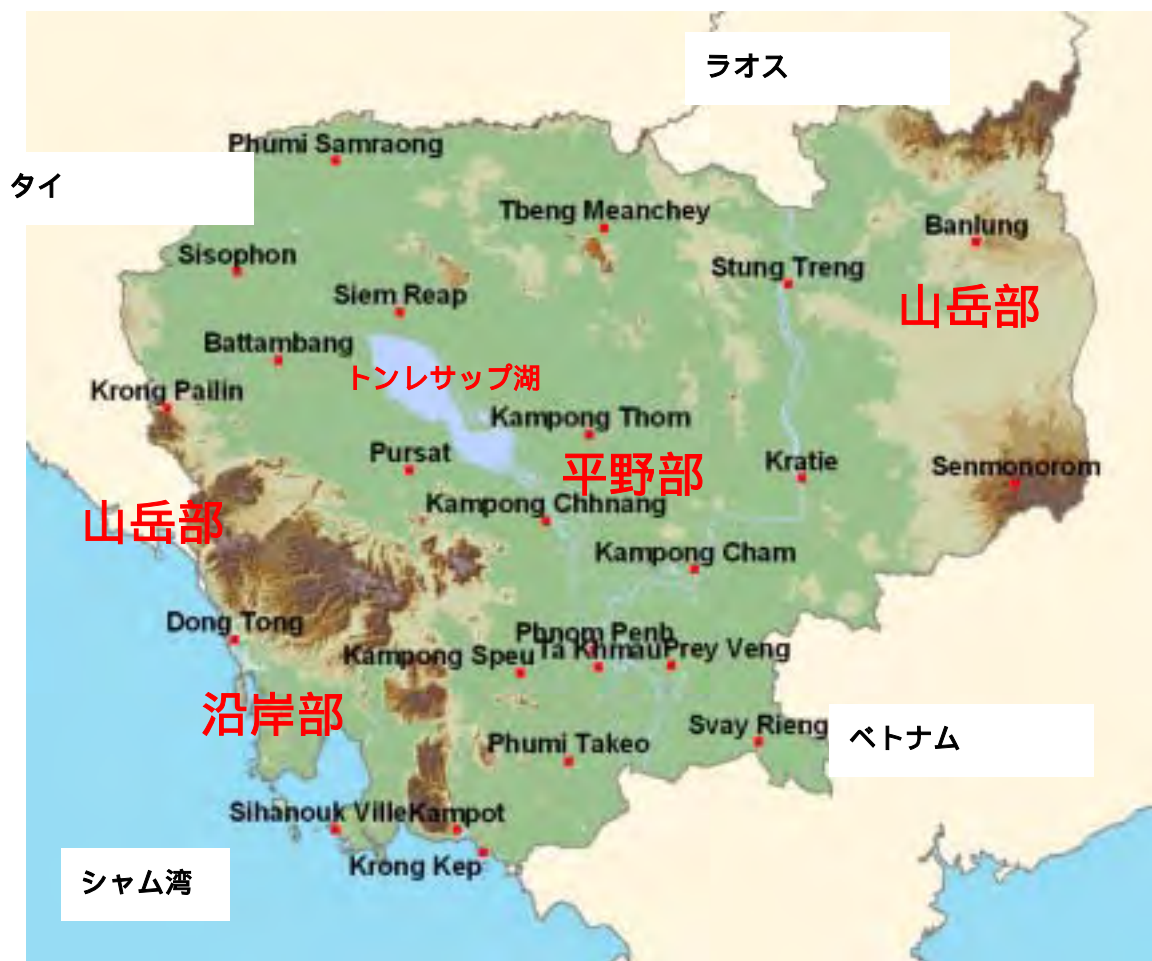 ラオス
Phumi Samraong
タイ
Tbeng Meanchey
Banlung
Sisophon
Stung Treng
Siem Reap
山岳部
Battambang
トンレサップ湖
Krong Pailin
Kampong Thom
Pursat
平野部
Kratie
Senmonorom
Kampong Chhnang
山岳部
Kampong Cham
Dong Tong
Phnom Penh
Kampong Speu
Ta Khmau
Prey Veng
沿岸部
Svay Rieng
ベトナム
Phumi Takeo
Sihanouk Ville
Kampot
Krong Kep
シャム湾